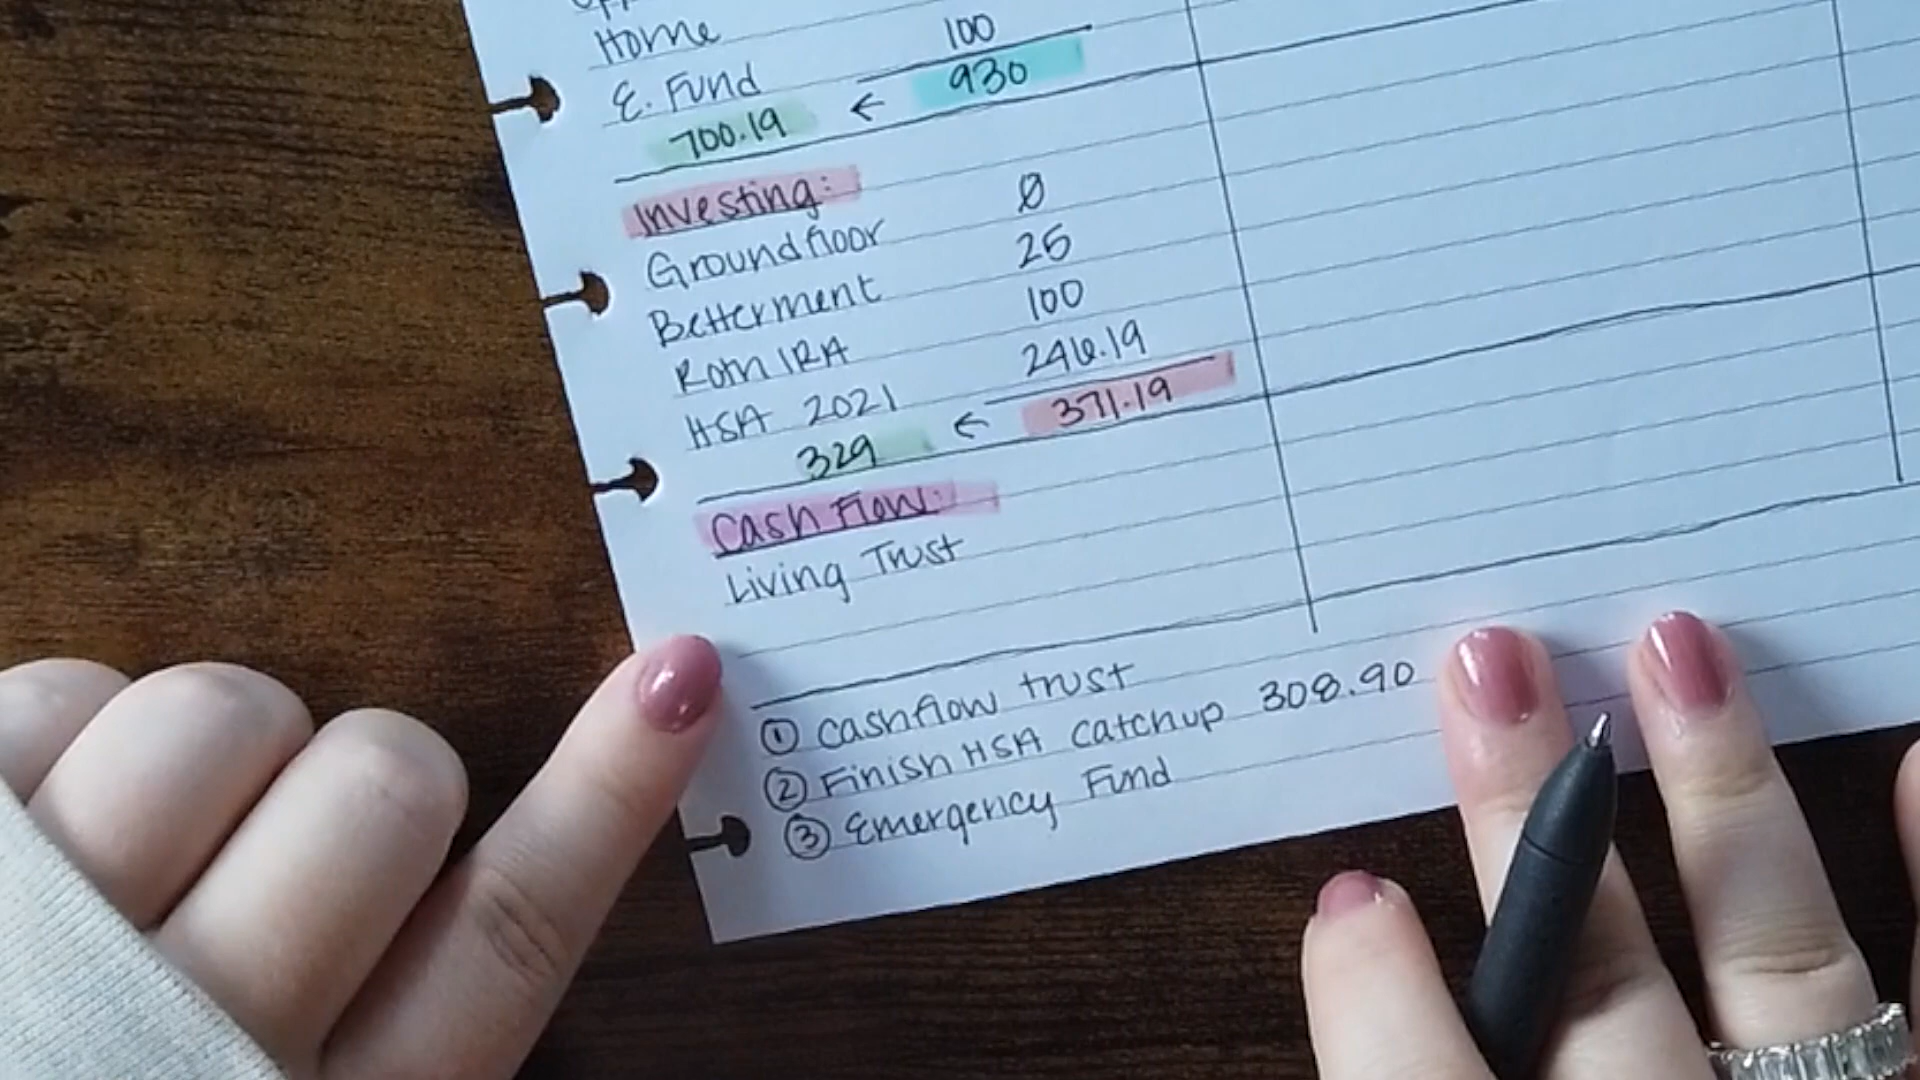 Home
E. Fund 100
700.19 ← 930
Investing:
Groundfloor Ø
Betterment 25
Roth IRA 100
HSA 2021 246.19
329 ← 371.19
Cash Flow:
Living Trust
① cashflow trust
② Finish HSA catchup 308.90
③ Emergency Fund